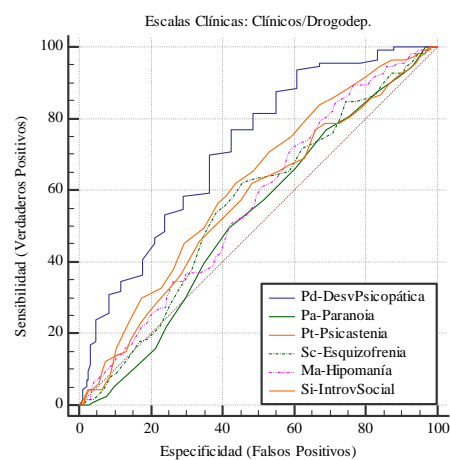 Escalas Clínicas: Clínicos/Drogodep.
100
80
60
40
20
0
Sensibilidad (Verdaderos Positivos)
Pd-DesvPsicopática
Pa-Paranoia
Pt-Psicastenia
Sc-Esquizofrenia
Ma-Hipomanía
Si-IntrovSocial
0 20 40 60 80 100
Especificidad (Falsos Positivos)